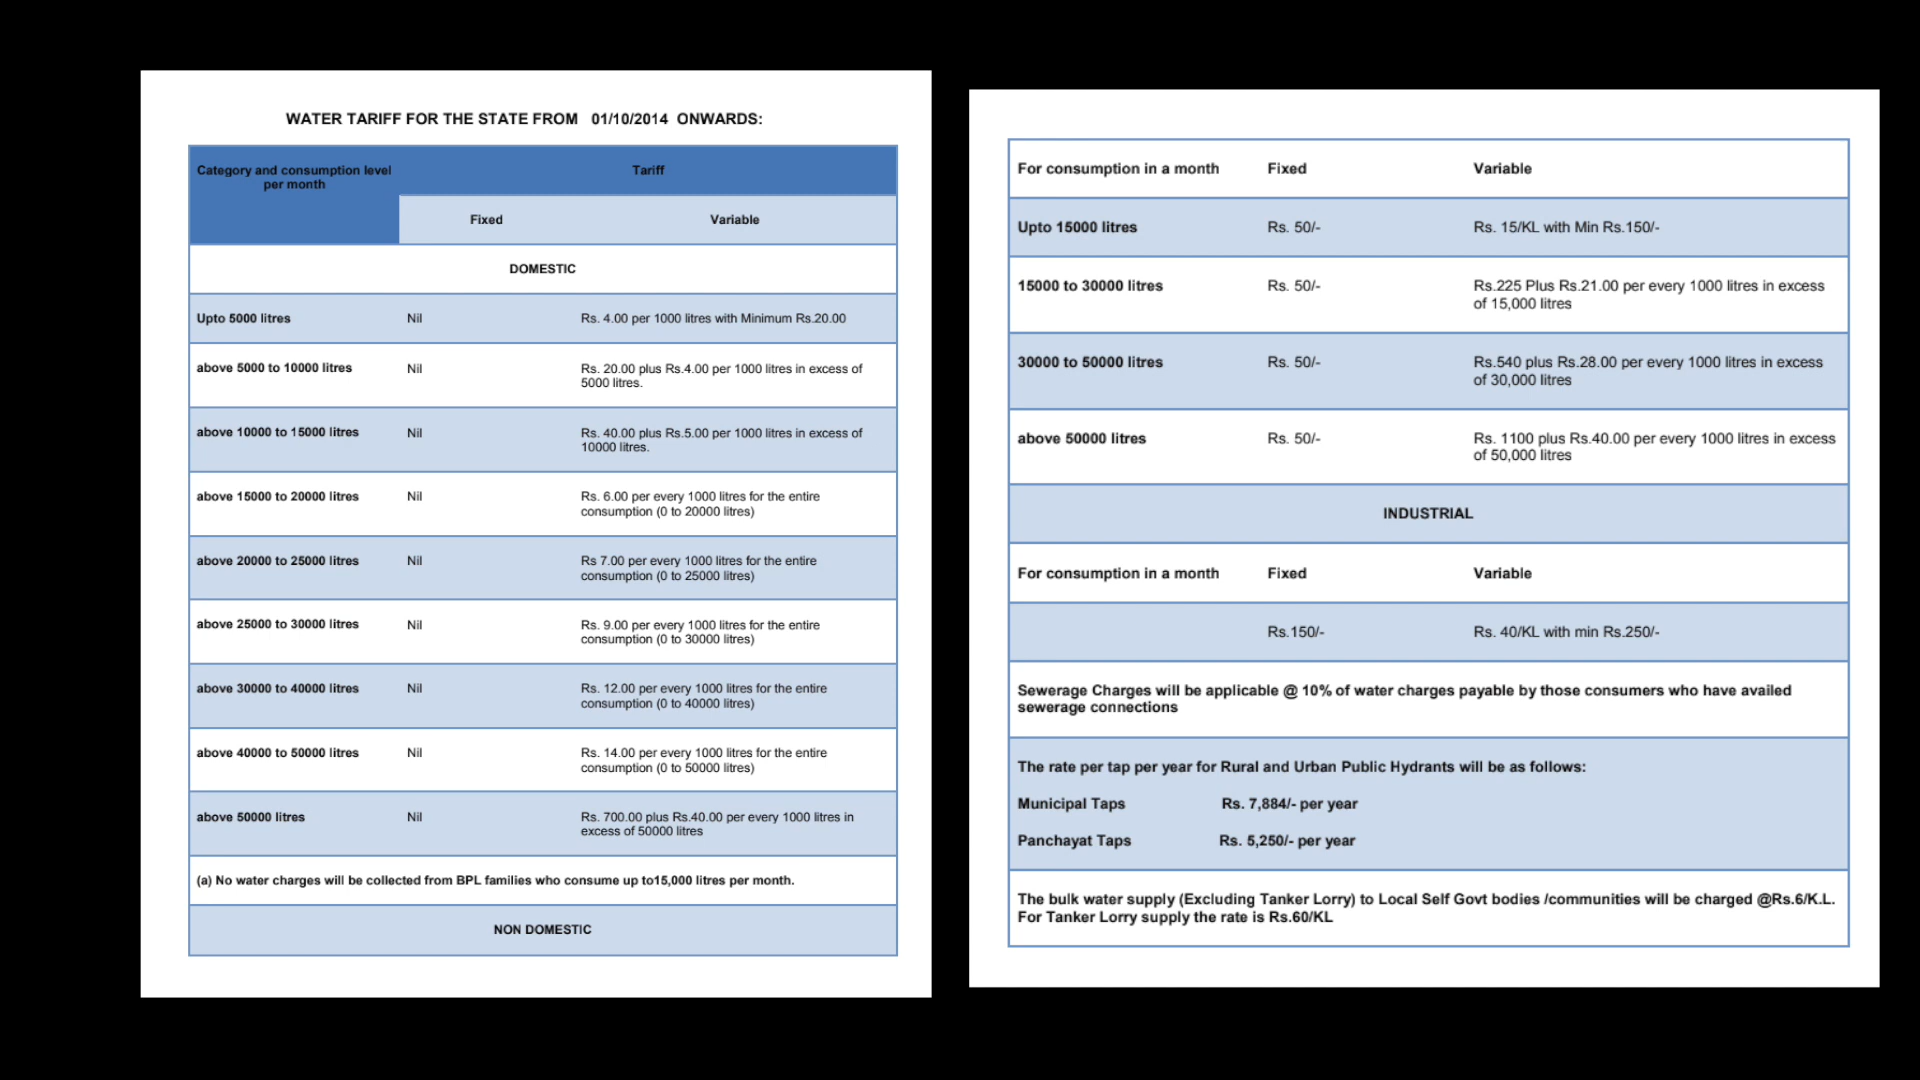 WATER TARIFF FOR THE STATE FROM 01/10/2014 ONWARDS:
Category and consumption level
per month
Tariff
Fixed Variable
DOMESTIC
Upto 5000 litres Nil Rs. 4.00 per 1000 litres with Minimum Rs.20.00
above 5000 to 10000 litres Nil Rs. 20.00 plus Rs.4.00 per 1000 litres in excess of
5000 litres.
above 10000 to 15000 litres Nil Rs. 40.00 plus Rs.5.00 per 1000 litres in excess of
10000 litres.
above 15000 to 20000 litres Nil Rs. 6.00 per every 1000 litres for the entire
consumption (0 to 20000 litres)
above 20000 to 25000 litres Nil Rs 7.00 per every 1000 litres for the entire
consumption (0 to 25000 litres)
above 25000 to 30000 litres Nil Rs. 9.00 per every 1000 litres for the entire
consumption (0 to 30000 litres)
above 30000 to 40000 litres Nil Rs. 12.00 per every 1000 litres for the entire
consumption (0 to 40000 litres)
above 40000 to 50000 litres Nil Rs. 14.00 per every 1000 litres for the entire
consumption (0 to 50000 litres)
above 50000 litres Nil Rs. 700.00 plus Rs.40.00 per every 1000 litres in
excess of 50000 litres
(a) No water charges will be collected from BPL families who consume up to15,000 litres per month.
NON DOMESTIC
For consumption in a month Fixed Variable
Upto 15000 litres Rs. 50/- Rs. 15/KL with Min Rs.150/-
15000 to 30000 litres Rs. 50/- Rs.225 Plus Rs.21.00 per every 1000 litres in excess
of 15,000 litres
30000 to 50000 litres Rs. 50/- Rs.540 plus Rs.28.00 per every 1000 litres in excess
of 30,000 litres
above 50000 litres Rs. 50/- Rs. 1100 plus Rs.40.00 per every 1000 litres in excess
of 50,000 litres
INDUSTRIAL
For consumption in a month Fixed Variable
Rs.150/- Rs. 40/KL with min Rs.250/-
Sewerage Charges will be applicable @ 10% of water charges payable by those consumers who have availed
sewerage connections
The rate per tap per year for Rural and Urban Public Hydrants will be as follows:
Municipal Taps Rs. 7,884/- per year
Panchayat Taps Rs. 5,250/- per year
The bulk water supply (Excluding Tanker Lorry) to Local Self Govt bodies /communities will be charged @Rs.6/K.L.
For Tanker Lorry supply the rate is Rs.60/KL